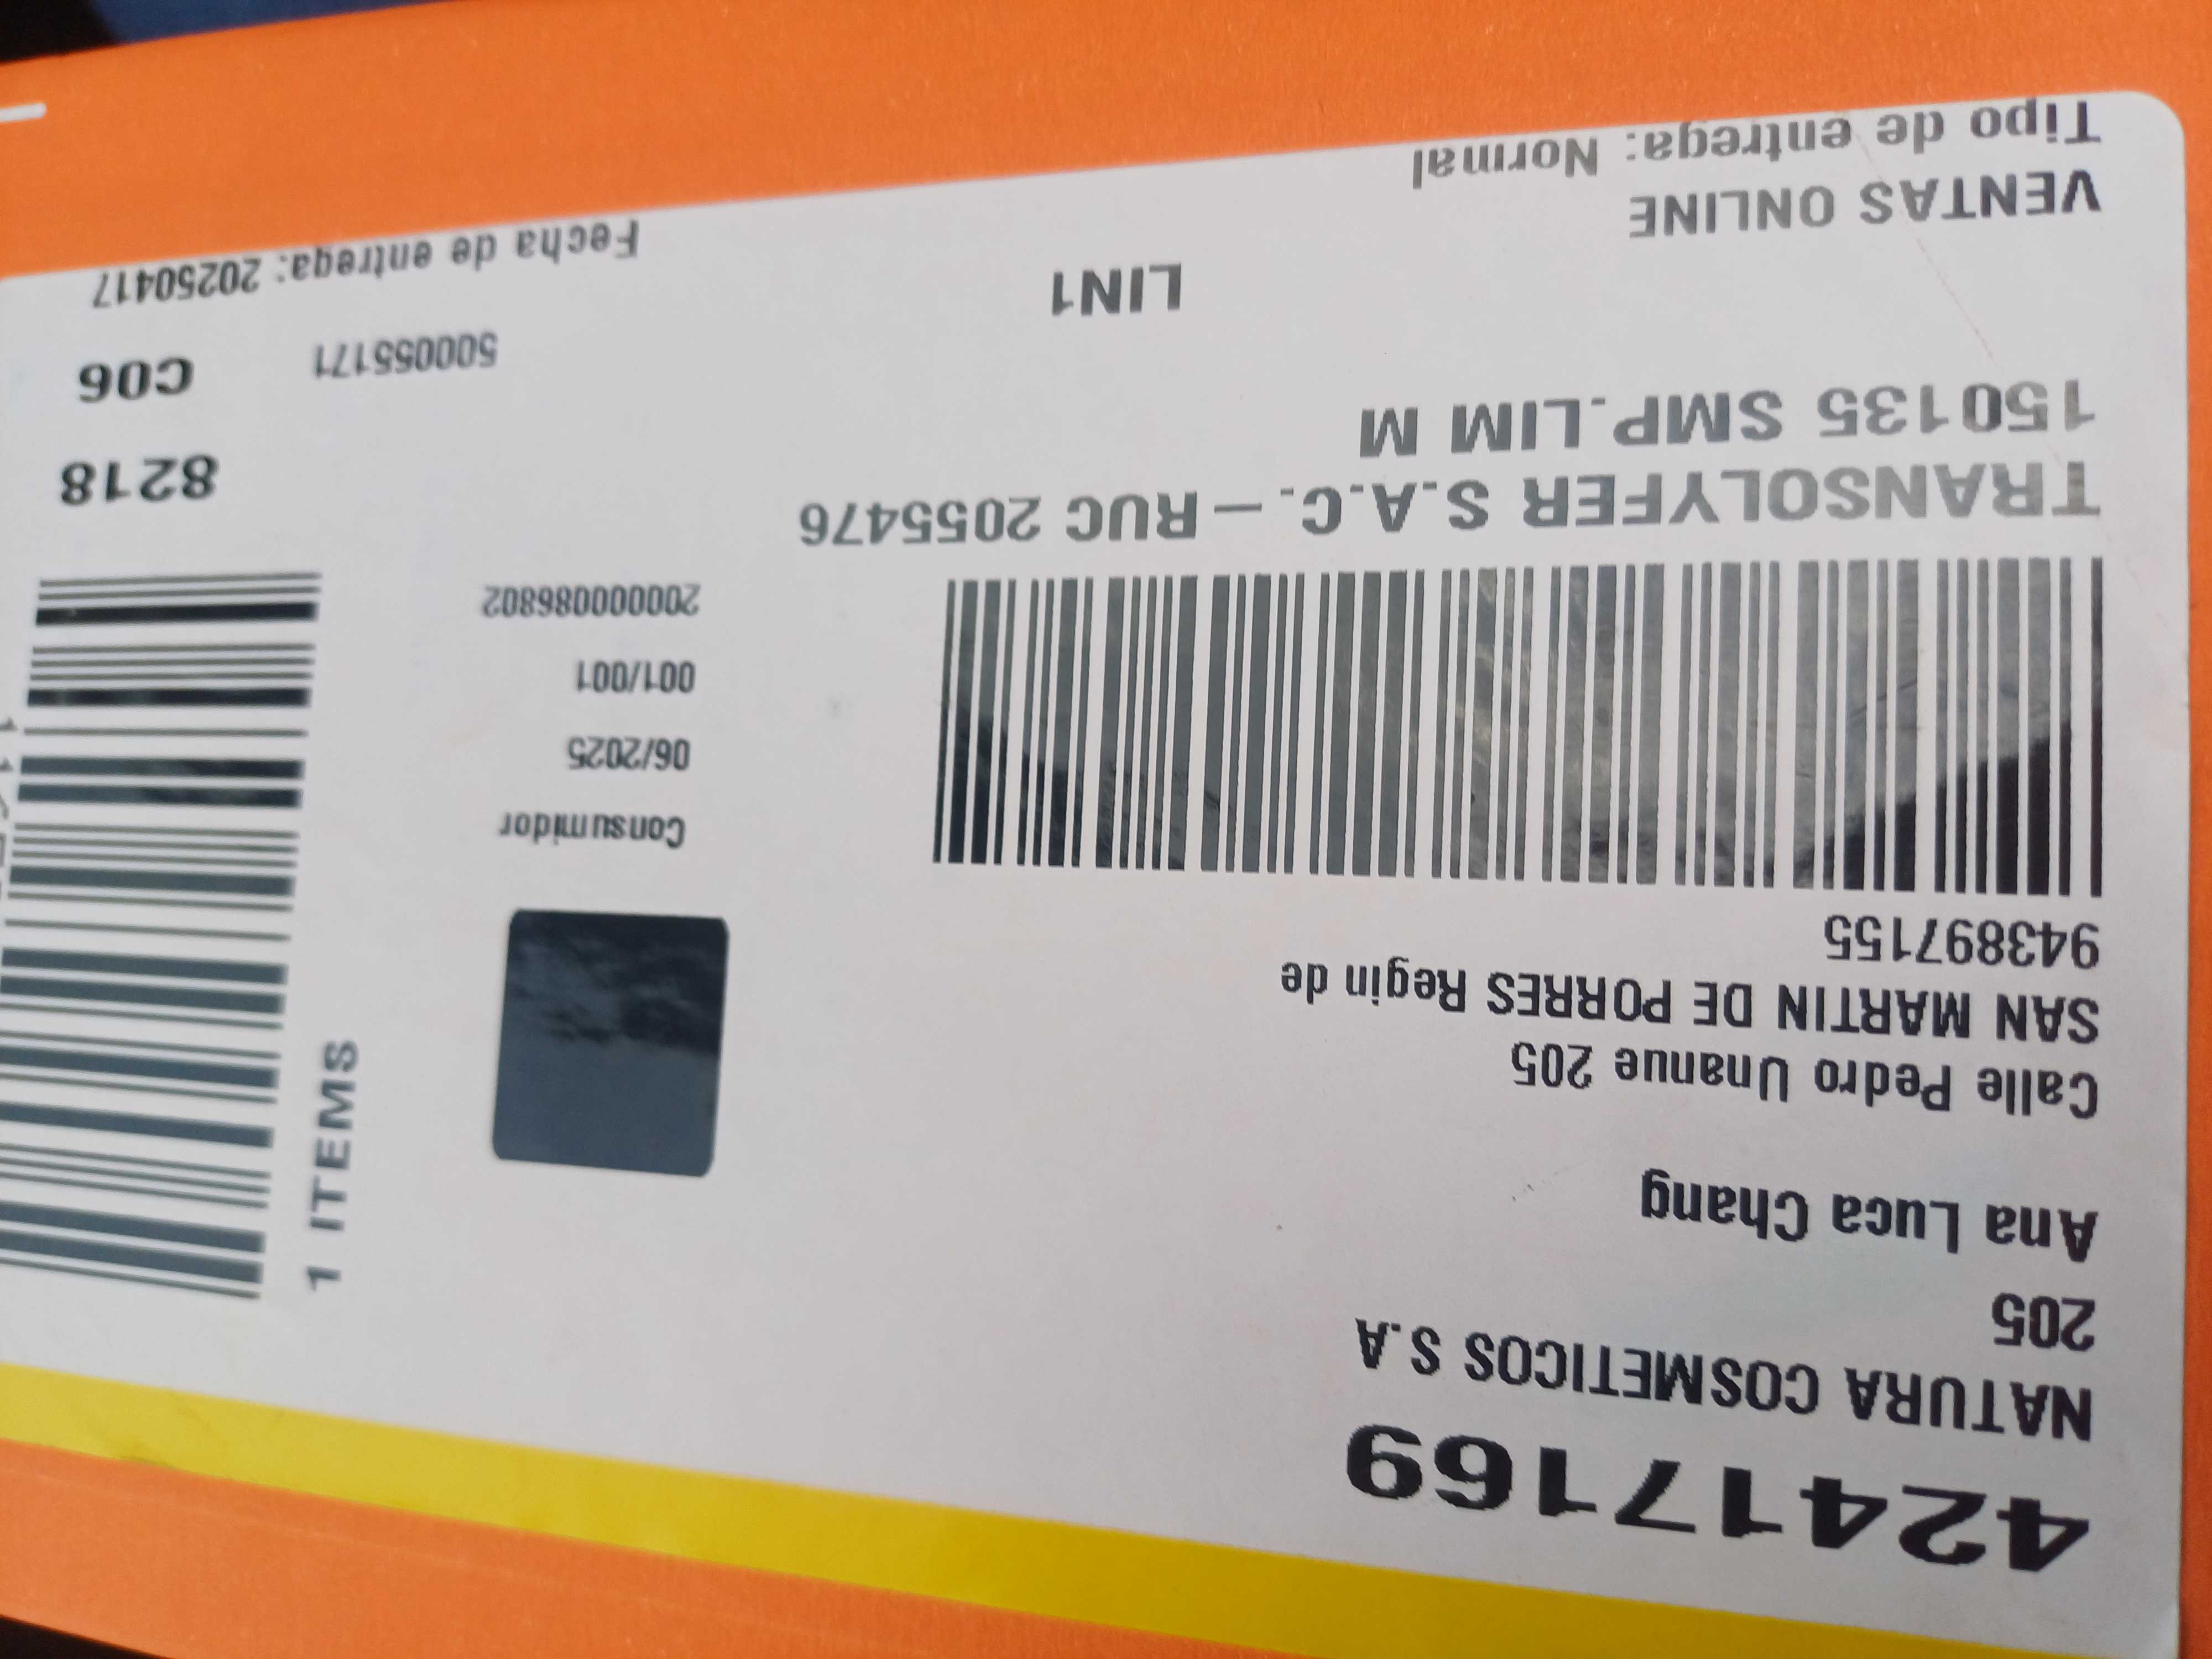 42417169
NATURA COSMETICOS S.A
205
Ana Luca Chang
Calle Pedro Unanue 205
SAN MARTIN DE PORRES Regin de
943897155
1 ITEMS
Consumidor
06/2025
001/001
20000086802
TRANSOLYFER S.A.C. – RUC 2055476
8218
150135 SMP.LIM M
500055171
C06
LIN1
VENTAS ONLINE
Fecha de entrega: 20250417
Tipo de entrega: Normal